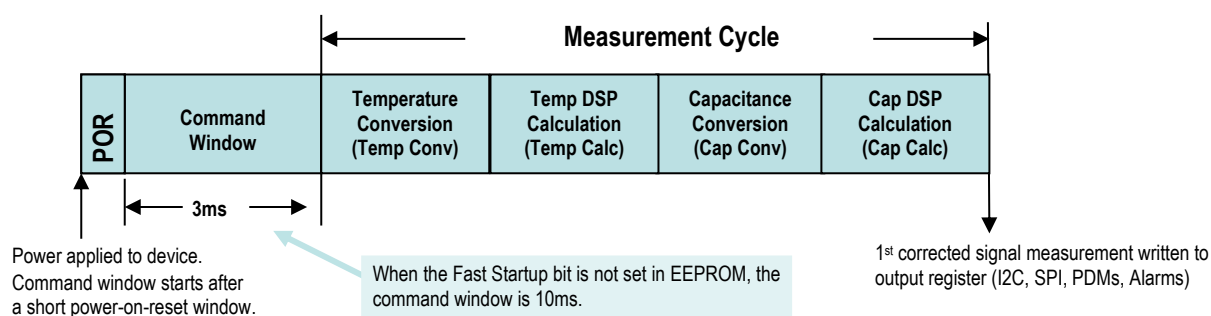 Measurement Cycle
POR
Command
Window
Temperature
Conversion
(Temp Conv)
Temp DSP
Calculation
(Temp Calc)
Capacitance
Conversion
(Cap Conv)
Cap DSP
Calculation
(Cap Calc)
3ms
Power applied to device.
Command window starts after
a short power-on-reset window.
When the Fast Startup bit is not set in EEPROM, the
command window is 10ms.
1st corrected signal measurement written to
output register (I2C, SPI, PDMs, Alarms)